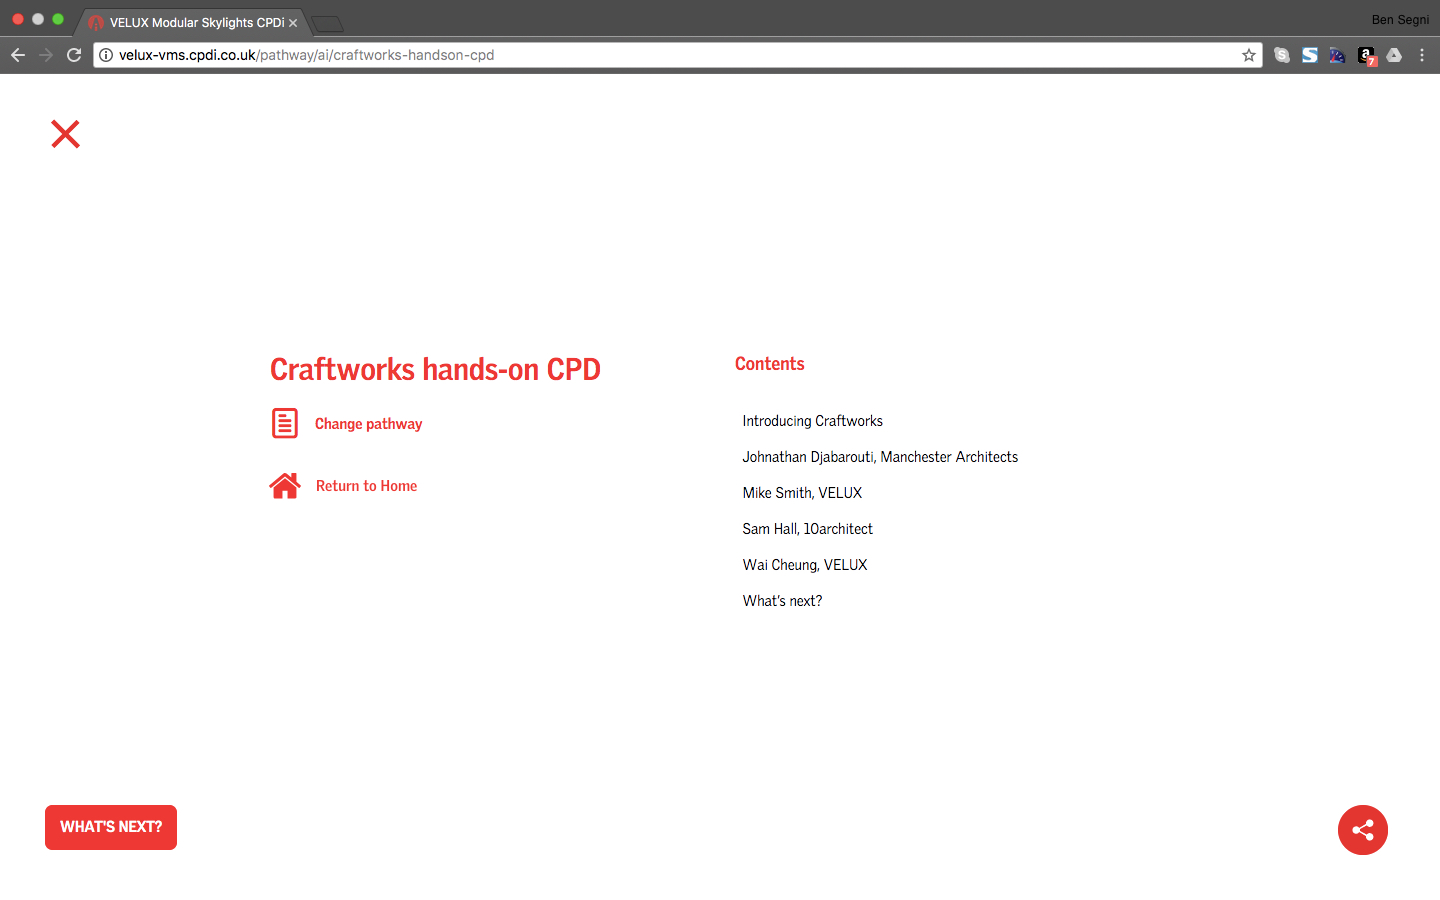 VELUX Modular Skylights CPDi
Ben Segni
velux-vms.cpdi.co.uk/pathway/ai/craftworks-handson-cpd
S
S
a
7
Craftworks hands-on CPD
Change pathway
Return to Home
Contents
Introducing Craftworks
Johnathan Djabarouti, Manchester Architects
Mike Smith, VELUX
Sam Hall, 10architect
Wai Cheung, VELUX
What's next?
WHAT'S NEXT?